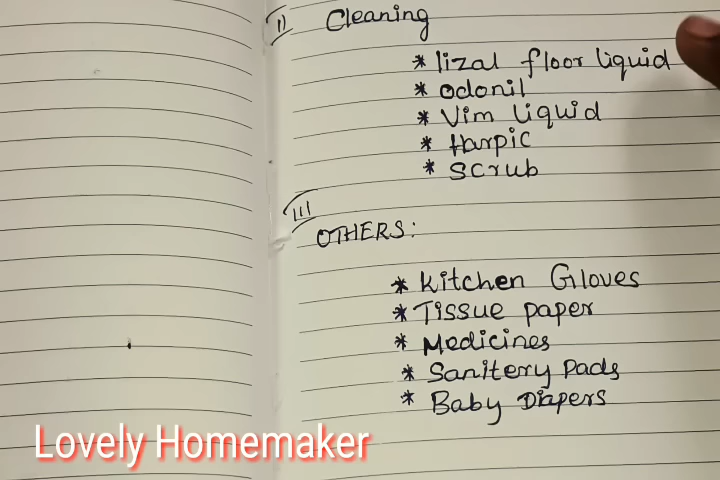 II) Cleaning
* lizal floor liquid
* odonil
* Vim liquid
* Harpic
* scrub
III)
OTHERS:
* Kitchen Gloves
* Tissue paper
* Medicines
* Sanitery Pads
* Baby Diapers
Lovely Homemaker